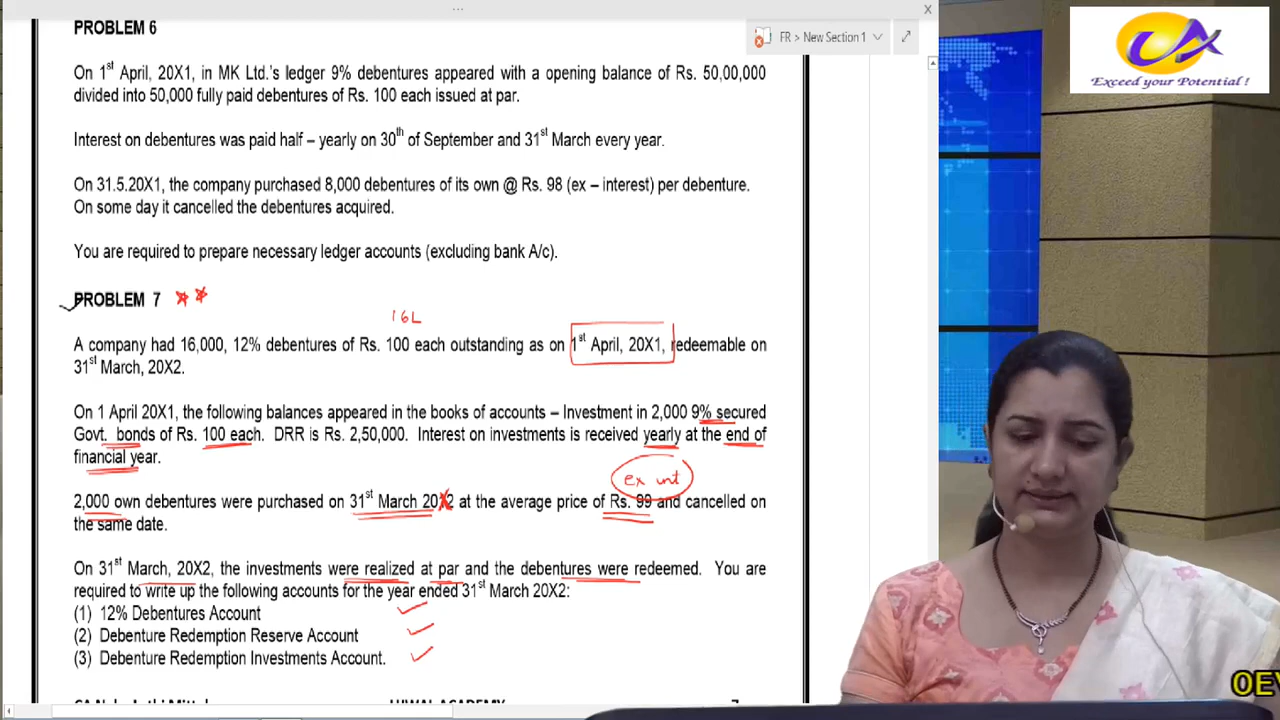 PROBLEM 6
FR > New Section 1
Exceed your Potential !
On 1st April, 20X1, in MK Ltd.'s ledger 9% debentures appeared with a opening balance of Rs. 50,00,000
divided into 50,000 fully paid debentures of Rs. 100 each issued at par.
Interest on debentures was paid half – yearly on 30th of September and 31st March every year.
On 31.5.20X1, the company purchased 8,000 debentures of its own @ Rs. 98 (ex – interest) per debenture.
On some day it cancelled the debentures acquired.
You are required to prepare necessary ledger accounts (excluding bank A/c).
PROBLEM 7
16L
A company had 16,000, 12% debentures of Rs. 100 each outstanding as on 1st April, 20X1, redeemable on
31st March, 20X2.
On 1 April 20X1, the following balances appeared in the books of accounts – Investment in 2,000 9% secured
Govt. bonds of Rs. 100 each. DRR is Rs. 2,50,000. Interest on investments is received yearly at the end of
financial year.
ex int
2,000 own debentures were purchased on 31st March 20X2 at the average price of Rs. 99 and cancelled on
the same date.
On 31st March, 20X2, the investments were realized at par and the debentures were redeemed. You are
required to write up the following accounts for the year ended 31st March 20X2:
(1) 12% Debentures Account
(2) Debenture Redemption Reserve Account
(3) Debenture Redemption Investments Account.